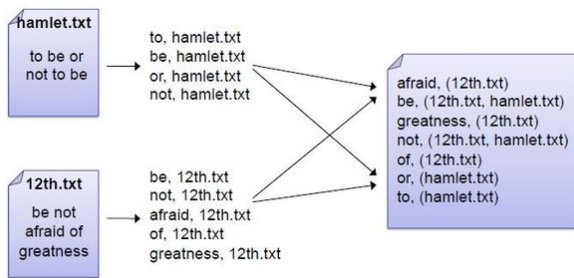 hamlet.txt
to be or
not to be
to, hamlet.txt
be, hamlet.txt
or, hamlet.txt
not, hamlet.txt
12th.txt
be not
afraid of
greatness
be, 12th.txt
not, 12th.txt
afraid, 12th.txt
of, 12th.txt
greatness, 12th.txt
afraid, (12th.txt)
be, (12th.txt, hamlet.txt)
greatness, (12th.txt)
not, (12th.txt, hamlet.txt)
of, (12th.txt)
or, (hamlet.txt)
to, (hamlet.txt)